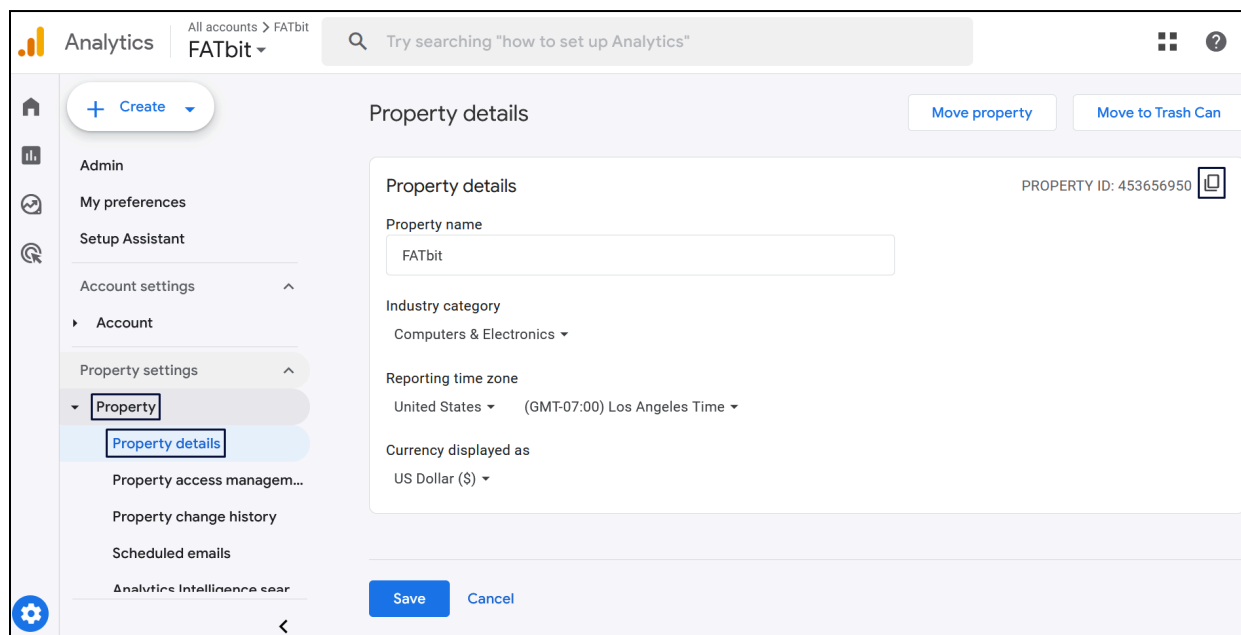 Analytics
All accounts > FATbit
FATbit
Try searching "how to set up Analytics"
Create
Admin
My preferences
Setup Assistant
Account settings
Account
Property settings
Property
Property details
Property access managem...
Property change history
Scheduled emails
Analytics Intelligence sear
Property details
Move property
Move to Trash Can
Property details
PROPERTY ID: 453656950
Property name
FATbit
Industry category
Computers & Electronics
Reporting time zone
United States (GMT-07:00) Los Angeles Time
Currency displayed as
US Dollar ($)
Save Cancel